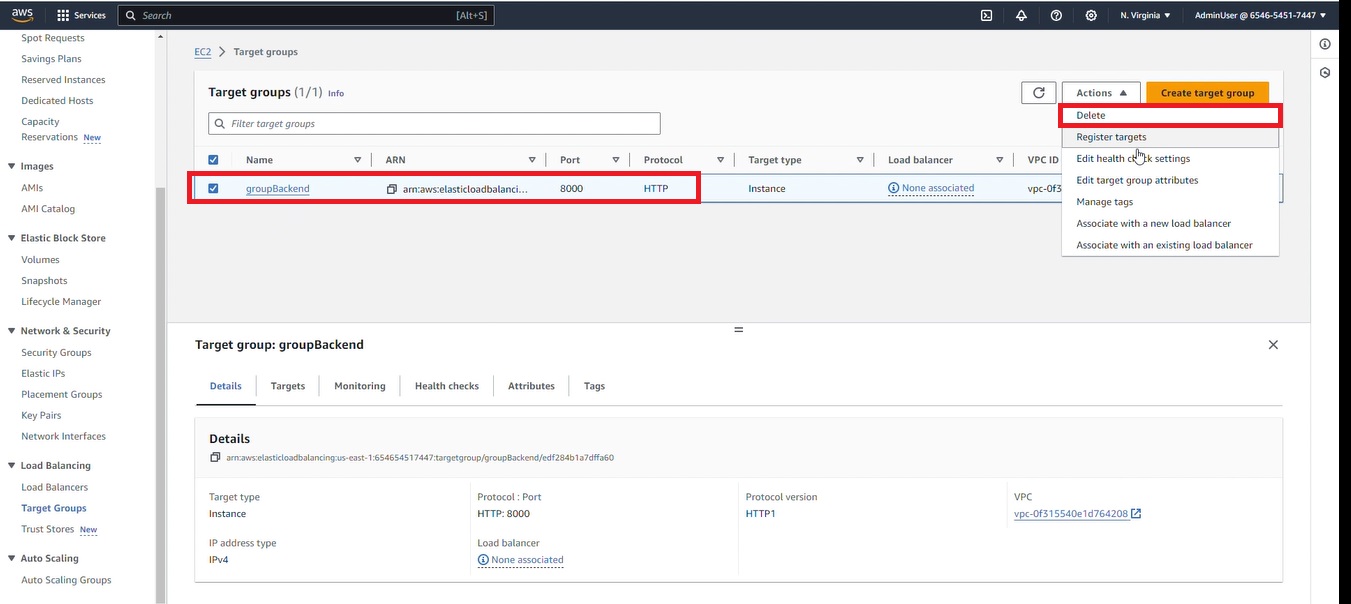 aws
Services
Search
[Alt+S]
N. Virginia
AdminUser @ 6546-5451-7447
Spot Requests
Savings Plans
Reserved Instances
Dedicated Hosts
Capacity
Reservations New
Images
AMIs
AMI Catalog
Elastic Block Store
Volumes
Snapshots
Lifecycle Manager
Network & Security
Security Groups
Elastic IPs
Placement Groups
Key Pairs
Network Interfaces
Load Balancing
Load Balancers
Target Groups
Trust Stores New
Auto Scaling
Auto Scaling Groups
EC2 > Target groups
Target groups (1/1) Info
Actions
Create target group
Filter target groups
Delete
Register targets
Edit health check settings
Edit target group attributes
Manage tags
Associate with a new load balancer
Associate with an existing load balancer
Name ARN Port Protocol Target type Load balancer VPC ID
groupBackend arn:aws:elasticloadbalanci... 8000 HTTP Instance None associated vpc-0f3
Target group: groupBackend
Details Targets Monitoring Health checks Attributes Tags
Details
arn:aws:elasticloadbalancing:us-east-1:654654517447:targetgroup/groupBackend/edf284b1a7dffa60
Target type
Instance
Protocol : Port
HTTP: 8000
Protocol version
HTTP1
VPC
vpc-0f315540e1d764208
IP address type
IPv4
Load balancer
None associated